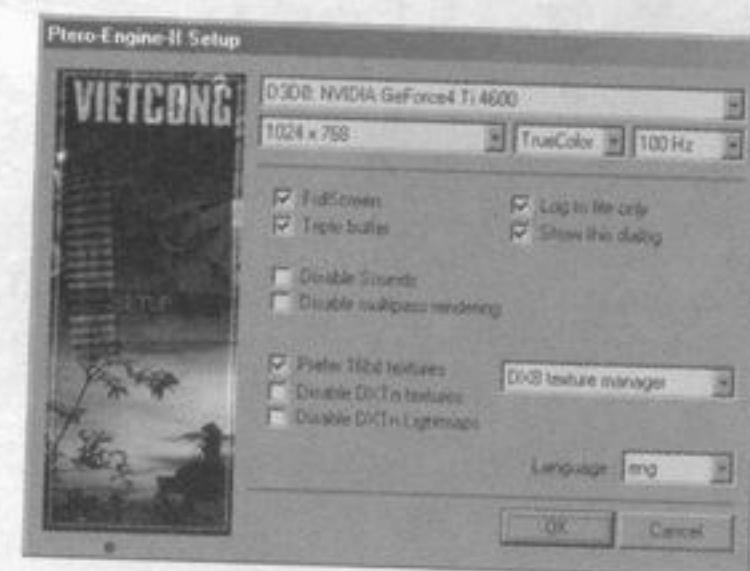 Ptero-Engine-II Setup
VIETCONG
D3D8: NVIDIA GeForce4 Ti 4600
1024 x 768 TrueColor 100 Hz
FullScreen Log to file only
Triple buffer Show this dialog
Disable Sounds
Disable multipass rendering
Prefer 16bit textures DX8 texture manager
Disable DXTn textures
Disable DXTn Lightmaps
Language eng
OK Cancel